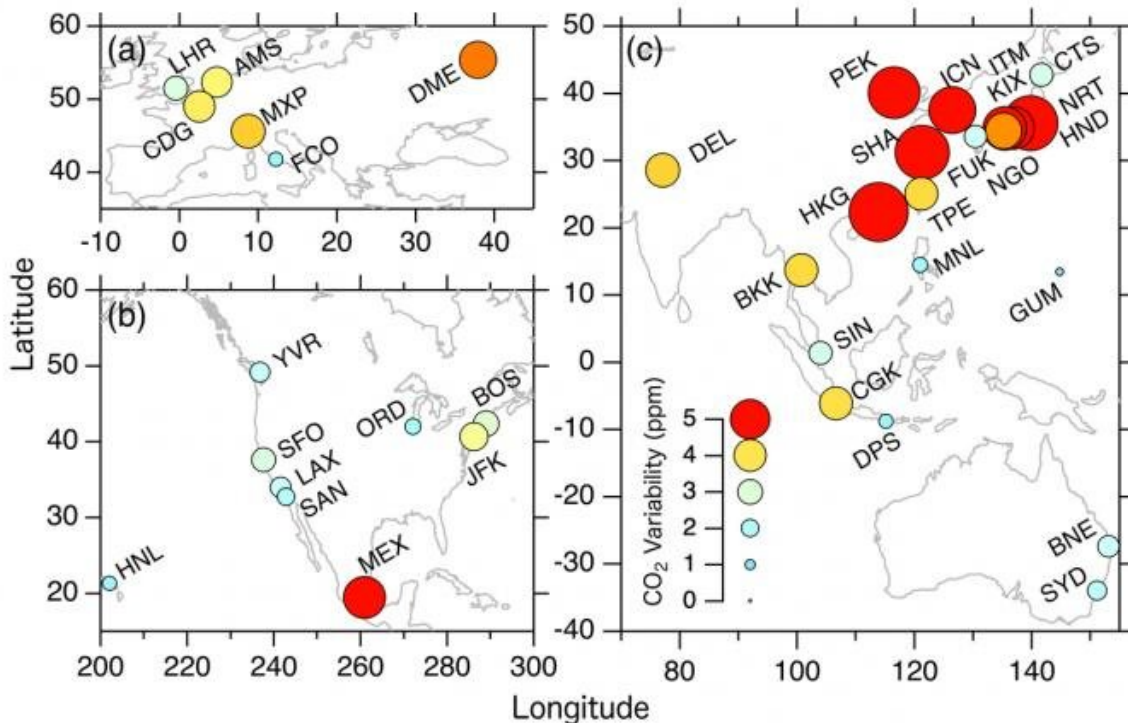 (a)
60
50
40
LHR
AMS
CDG
MXP
FCO
DME
-10 0 10 20 30 40
Latitude
(b)
60
50
40
30
20
YVR
ORD
BOS
JFK
SFO
LAX
SAN
MEX
HNL
200 220 240 260 280 300
(c)
50
40
30
20
10
0
-10
-20
-30
-40
PEK
ICN
ITM
KIX
CTS
NRT
HND
DEL
SHA
FUK
NGO
HKG
TPE
MNL
BKK
GUM
SIN
CGK
DPS
BNE
SYD
CO₂ Variability (ppm)
5
4
3
2
1
0
80 100 120 140
Longitude